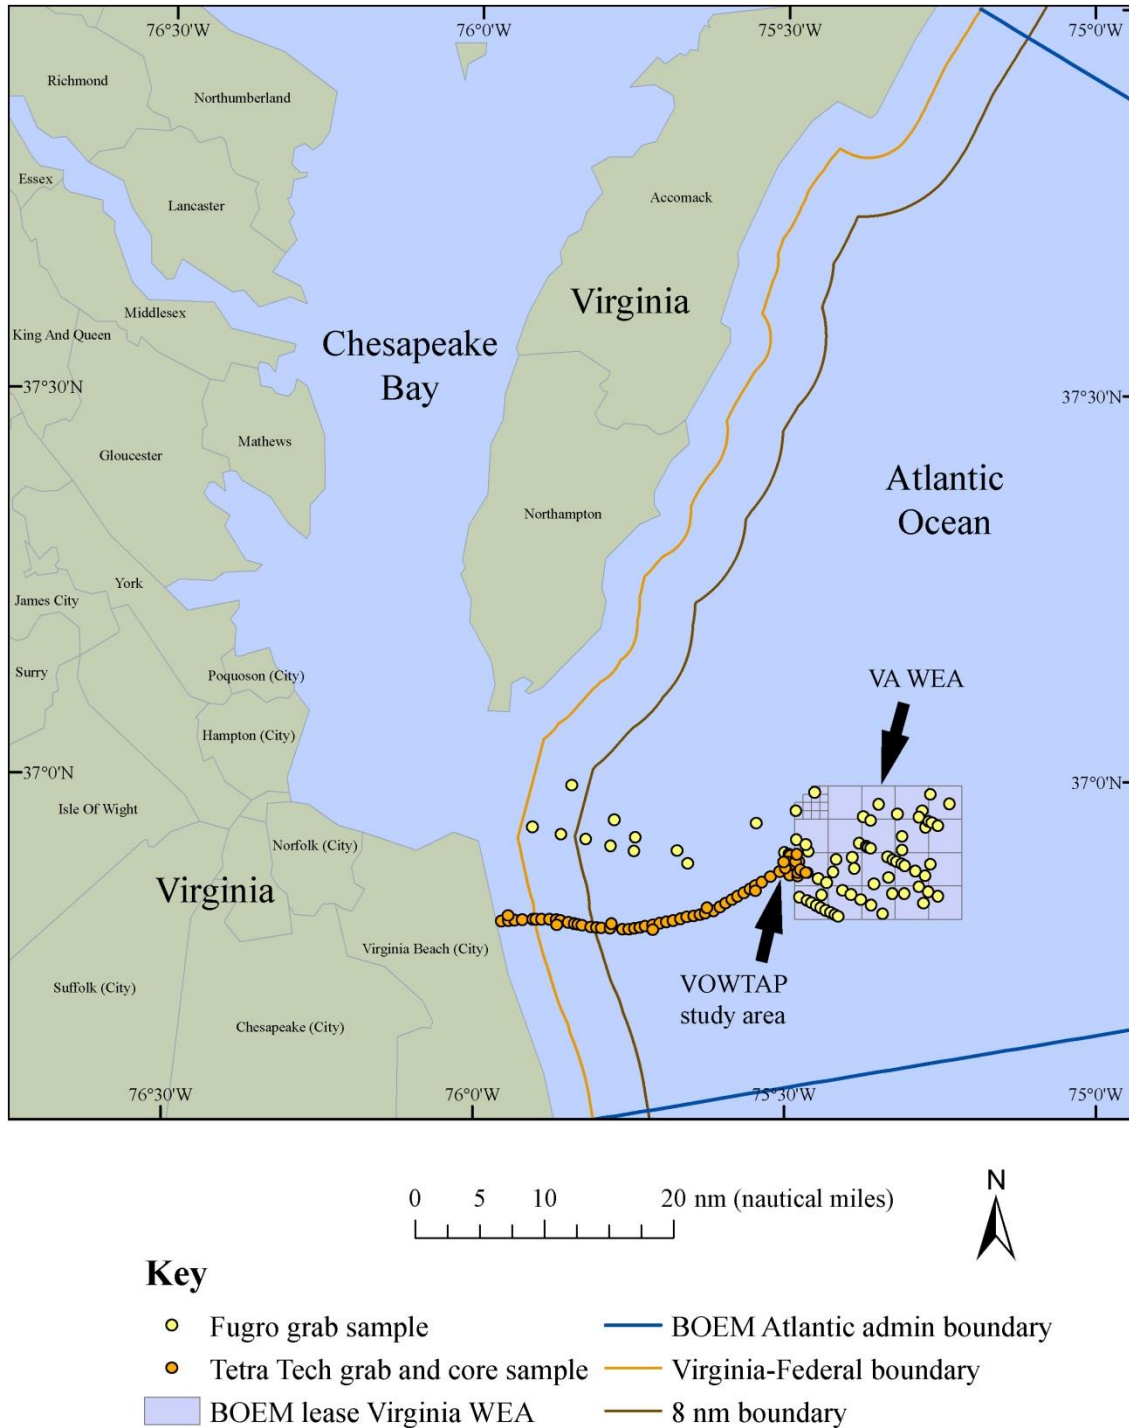 76°30'W 76°0'W 75°30'W 75°0'W
Richmond
Northumberland
Essex
Lancaster
Accomack
Middlesex
Virginia
King And Queen
Chesapeake
Bay
37°30'N
37°30'N
Mathews
Gloucester
Atlantic
Ocean
Northampton
York
James City
Surry
Poquoson (City)
VA WEA
Hampton (City)
37°0'N
37°0'N
Isle Of Wight
Norfolk (City)
Virginia
Virginia Beach (City)
VOWTAP
study area
Suffolk (City)
Chesapeake (City)
76°30'W 76°0'W 75°30'W 75°0'W
0 5 10 20 nm (nautical miles)
N
Key
Fugro grab sample
Tetra Tech grab and core sample
BOEM lease Virginia WEA
BOEM Atlantic admin boundary
Virginia-Federal boundary
8 nm boundary